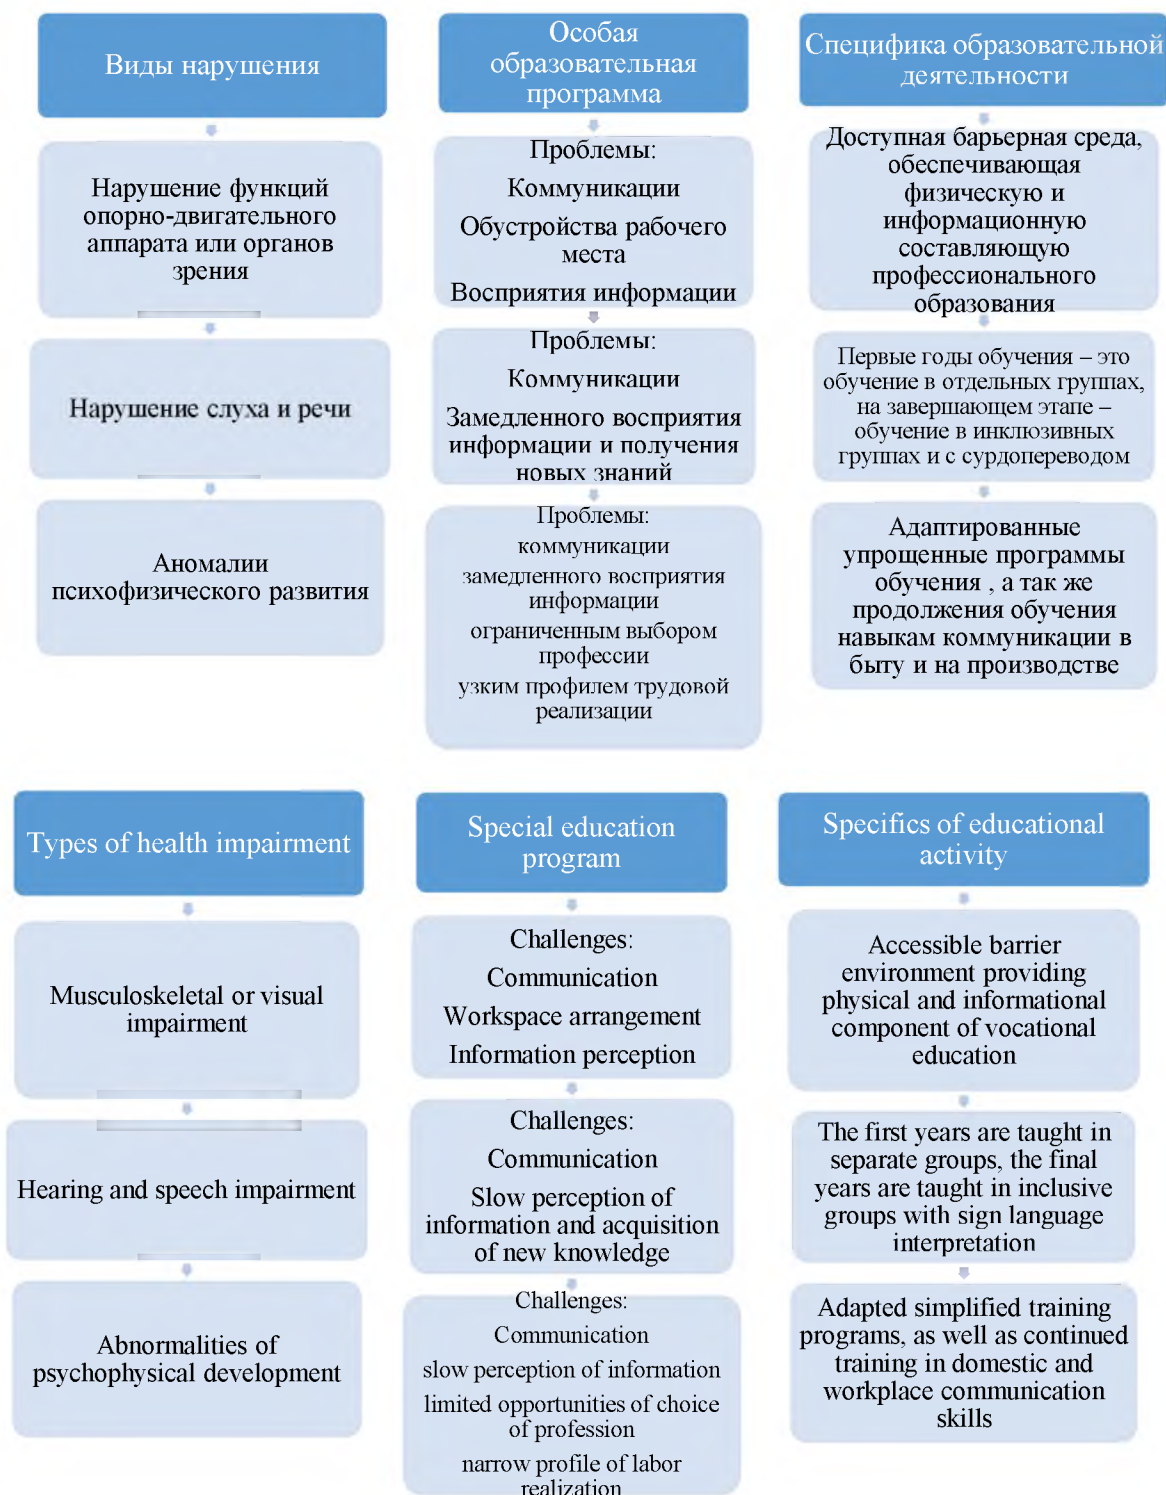 Виды нарушения
Нарушение функций
опорно-двигательного
аппарата или органов
зрения
Нарушение слуха и речи
Аномалии
психофизического развития
Особая
образовательная
программа
Проблемы:
Коммуникации
Обустройства рабочего
места
Восприятия информации
Проблемы:
Коммуникации
Замедленного восприятия
информации и получения
новых знаний
Проблемы:
коммуникации
замедленного восприятия
информации
ограниченным выбором
профессии
узким профилем трудовой
реализации
Специфика образовательной
деятельности
Доступная барьерная среда,
обеспечивающая
физическую и
информационную
составляющую
профессионального
образования
Первые годы обучения – это
обучение в отдельных группах,
на завершающем этапе –
обучение в инклюзивных
группах и с сурдопереводом
Адаптированные
упрощенные программы
обучения , а так же
продолжения обучения
навыкам коммуникации в
быту и на производстве
Types of health impairment
Musculoskeletal or visual
impairment
Hearing and speech impairment
Abnormalities of
psychophysical development
Special education
program
Challenges:
Communication
Workspace arrangement
Information perception
Challenges:
Communication
Slow perception of
information and acquisition
of new knowledge
Challenges:
Communication
slow perception of information
limited opportunities of choice
of profession
narrow profile of labor
realization
Specifics of educational
activity
Accessible barrier
environment providing
physical and informational
component of vocational
education
The first years are taught in
separate groups, the final
years are taught in inclusive
groups with sign language
interpretation
Adapted simplified training
programs, as well as continued
training in domestic and
workplace communication
skills